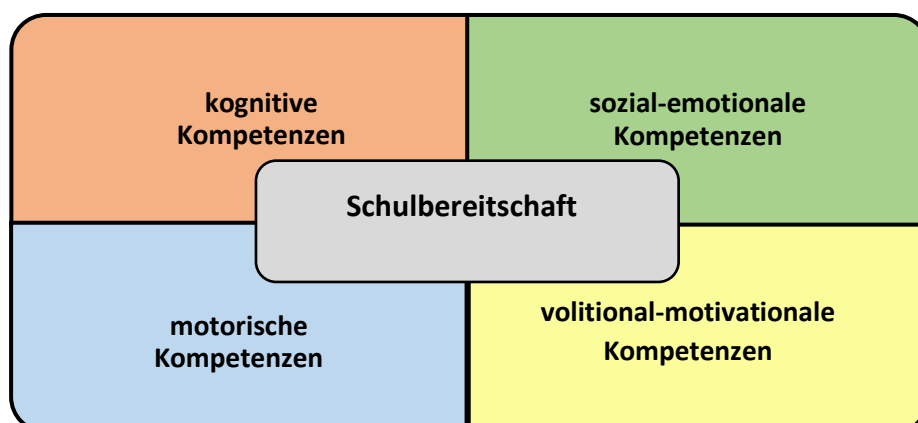 kognitive
Kompetenzen
sozial-emotionale
Kompetenzen
Schulbereitschaft
motorische
Kompetenzen
volitional-motivationale
Kompetenzen